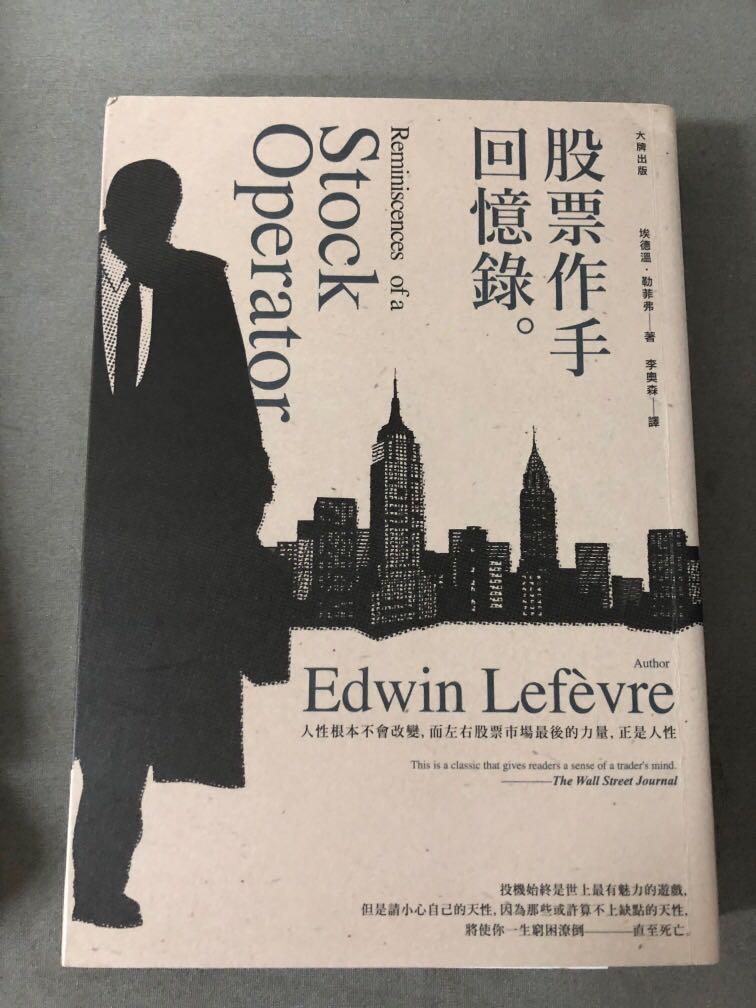 大牌出版
埃德溫・勒菲弗——著 李奧森——譯
股票作手
回憶錄。
Reminiscences of a
Stock
Operator
Author
Edwin Lefèvre
人性根本不會改變，而左右股票市場最後的力量，正是人性
This is a classic that gives readers a sense of a trader's mind.
————The Wall Street Journal
投機始終是世上最有魅力的遊戲，
但是請小心自己的天性，因為那些或許算不上缺點的天性，
將使你一生窮困潦倒————直至死亡。